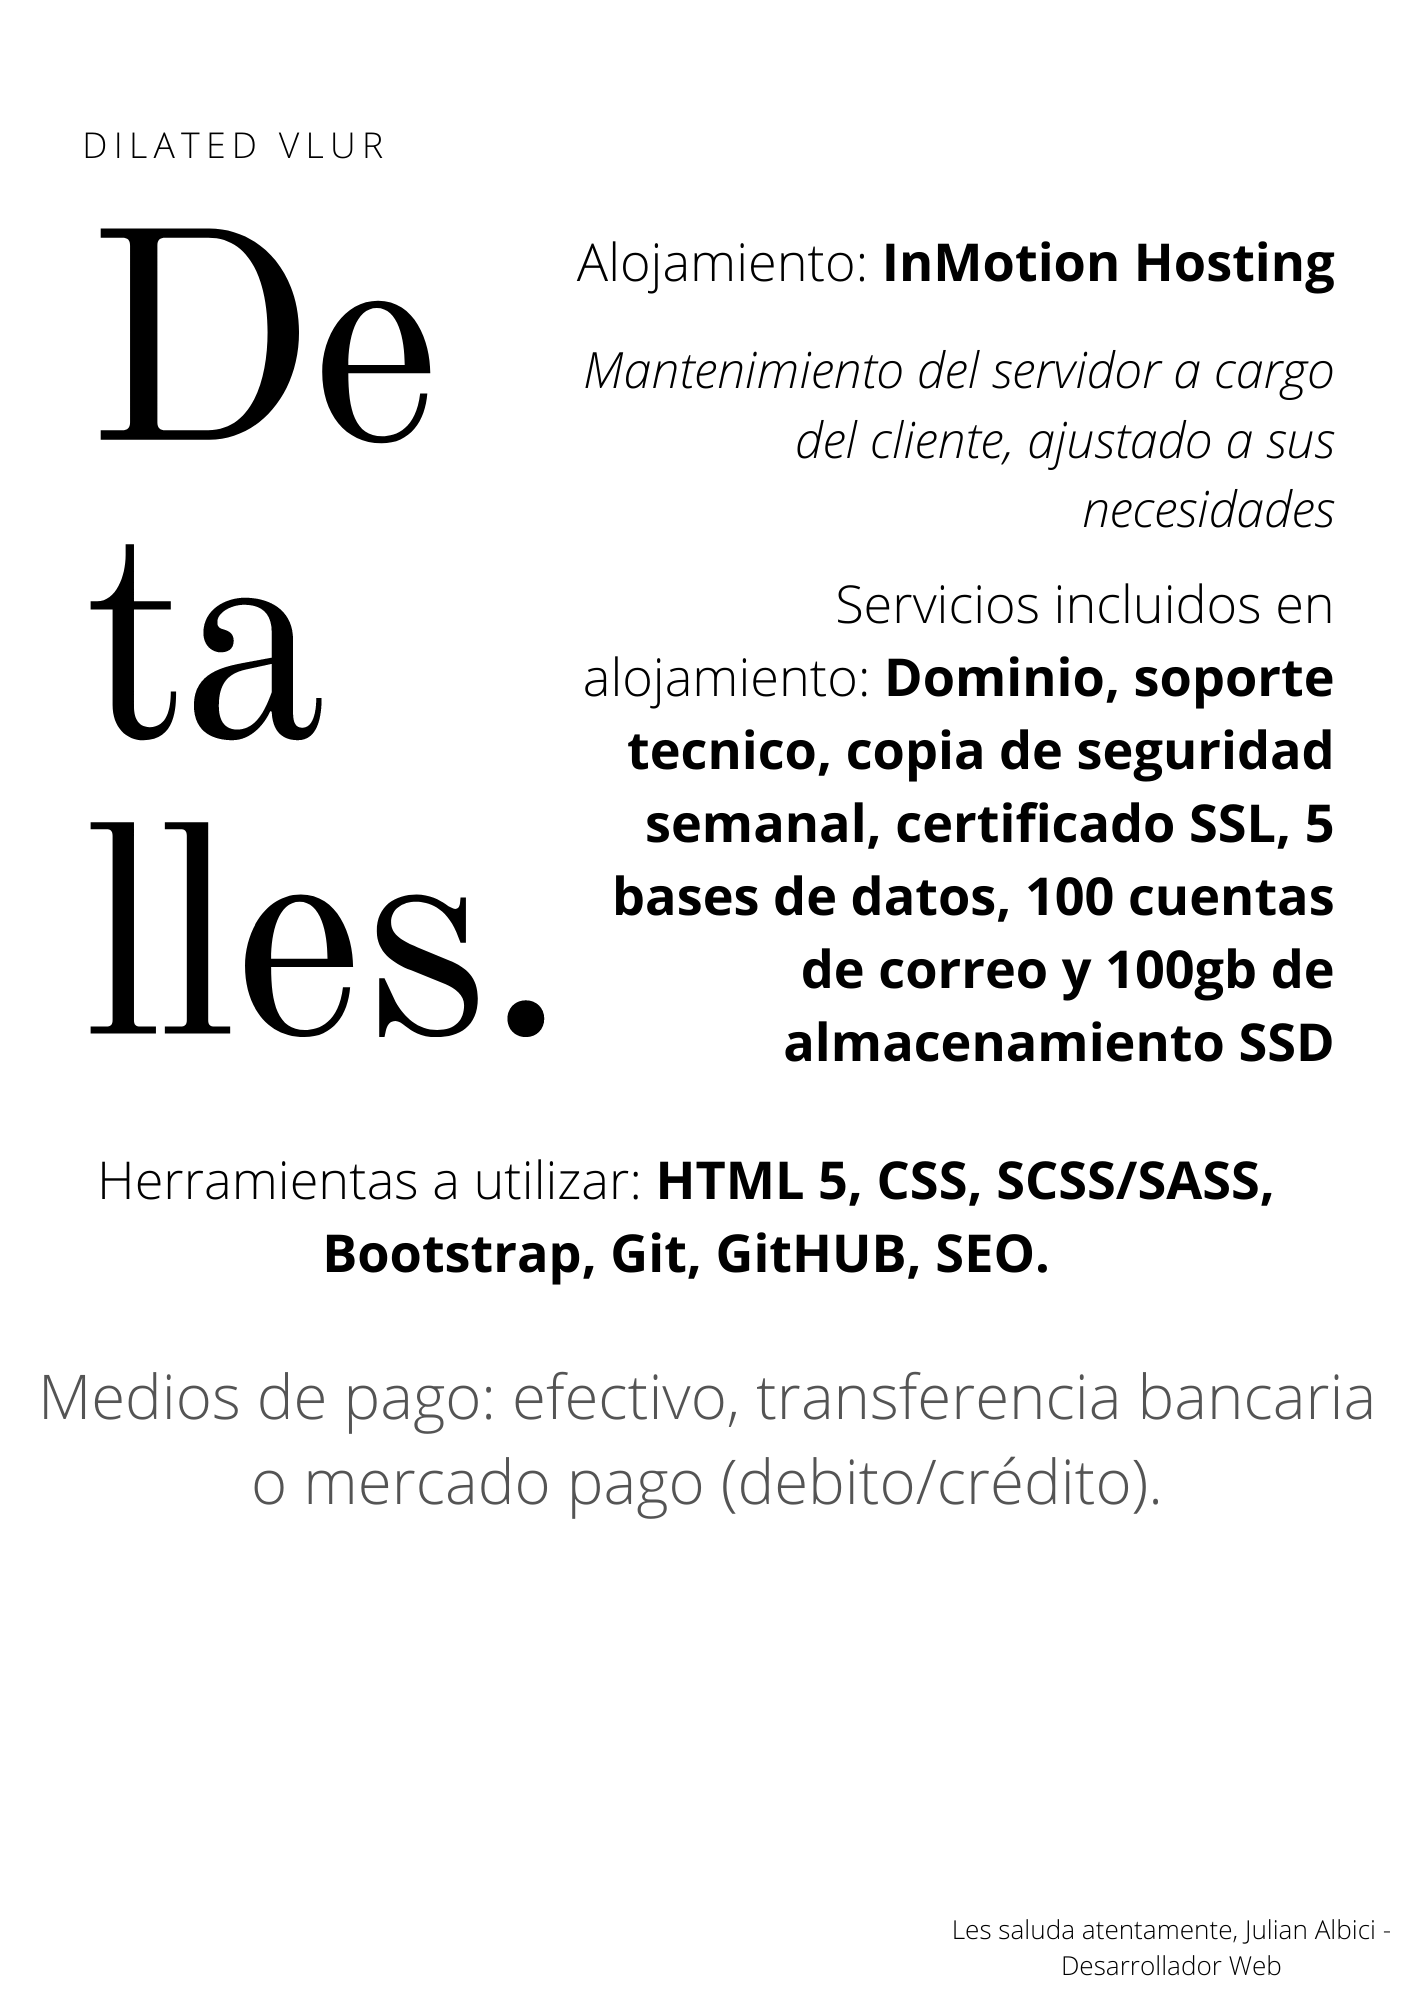 DILATED VLUR
De
ta
lles.
Alojamiento: InMotion Hosting
Mantenimiento del servidor a cargo
del cliente, ajustado a sus
necesidades
Servicios incluidos en
alojamiento: Dominio, soporte
tecnico, copia de seguridad
semanal, certificado SSL, 5
bases de datos, 100 cuentas
de correo y 100gb de
almacenamiento SSD
Herramientas a utilizar: HTML 5, CSS, SCSS/SASS,
Bootstrap, Git, GitHUB, SEO.
Medios de pago: efectivo, transferencia bancaria
o mercado pago (debito/crédito).
Les saluda atentamente, Julian Albici -
Desarrollador Web